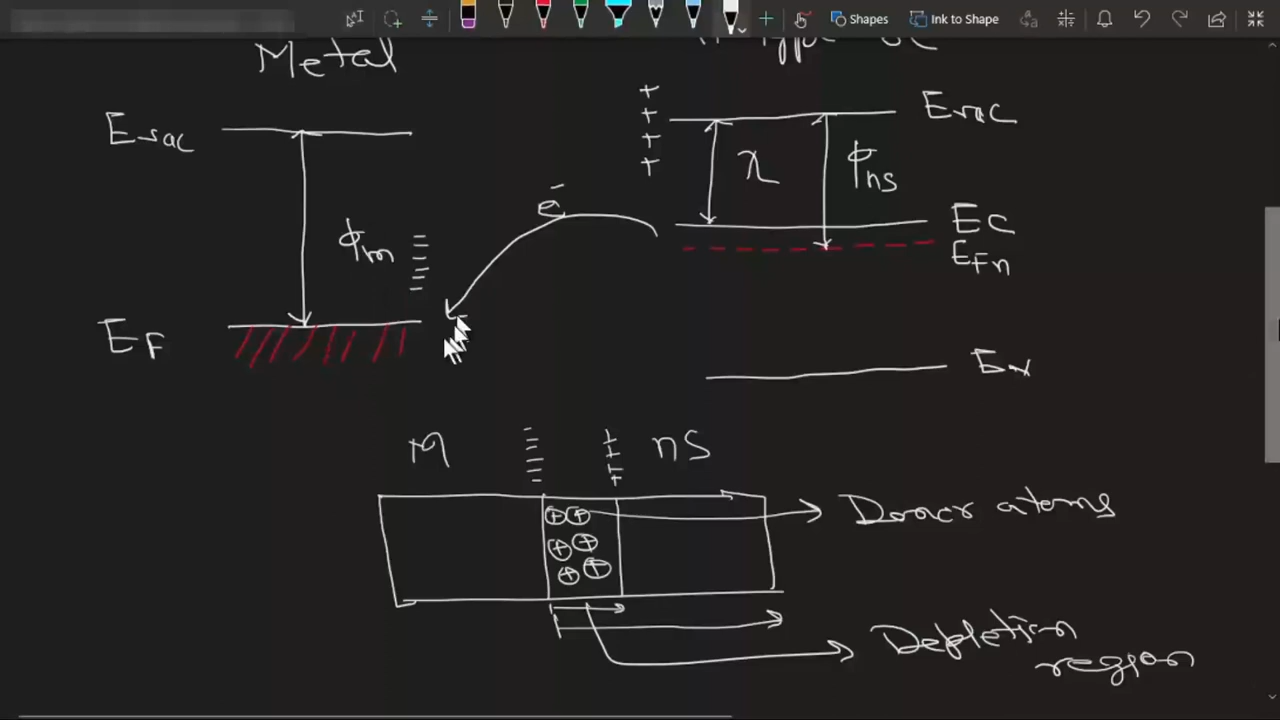 Shapes
Ink to Shape
Metal
Evac
Evac
χ
ϕns
e⁻
ϕm
EC
EFn
EF
Ev
M
nS
Donor atoms
Depletion
region